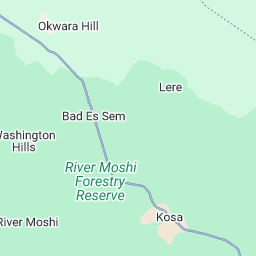 Okwara Hill
Lere
Bad Es Sem
Washington
Hills
River Moshi
Forestry
Reserve
Kosa
River Moshi